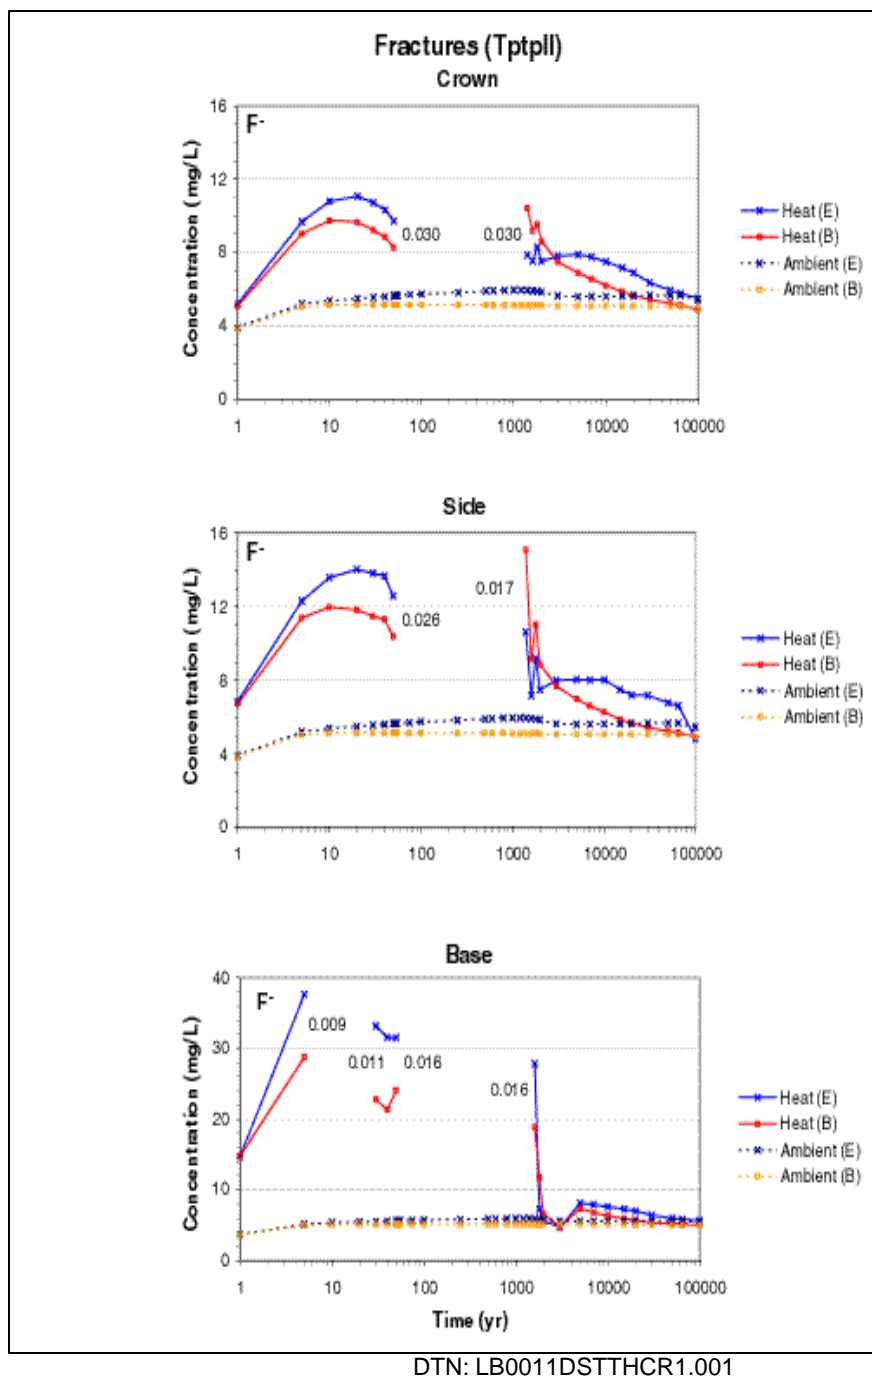 Fractures (Tptpll)
Crown
F-
Concentration (mg/L)
16
12
8
4
0
0.030
0.030
1
10
100
1000
10000
100000
Heat (E)
Heat (B)
Ambient (E)
Ambient (B)
Side
F-
Concentration (mg/L)
16
12
8
4
0
0.026
0.017
1
10
100
1000
10000
100000
Heat (E)
Heat (B)
Ambient (E)
Ambient (B)
Base
F-
Concentration (mg/L)
40
30
20
10
0
0.009
0.011
0.016
0.016
1
10
100
1000
10000
100000
Time (yr)
Heat (E)
Heat (B)
Ambient (E)
Ambient (B)
DTN: LB0011DSTTHCR1.001